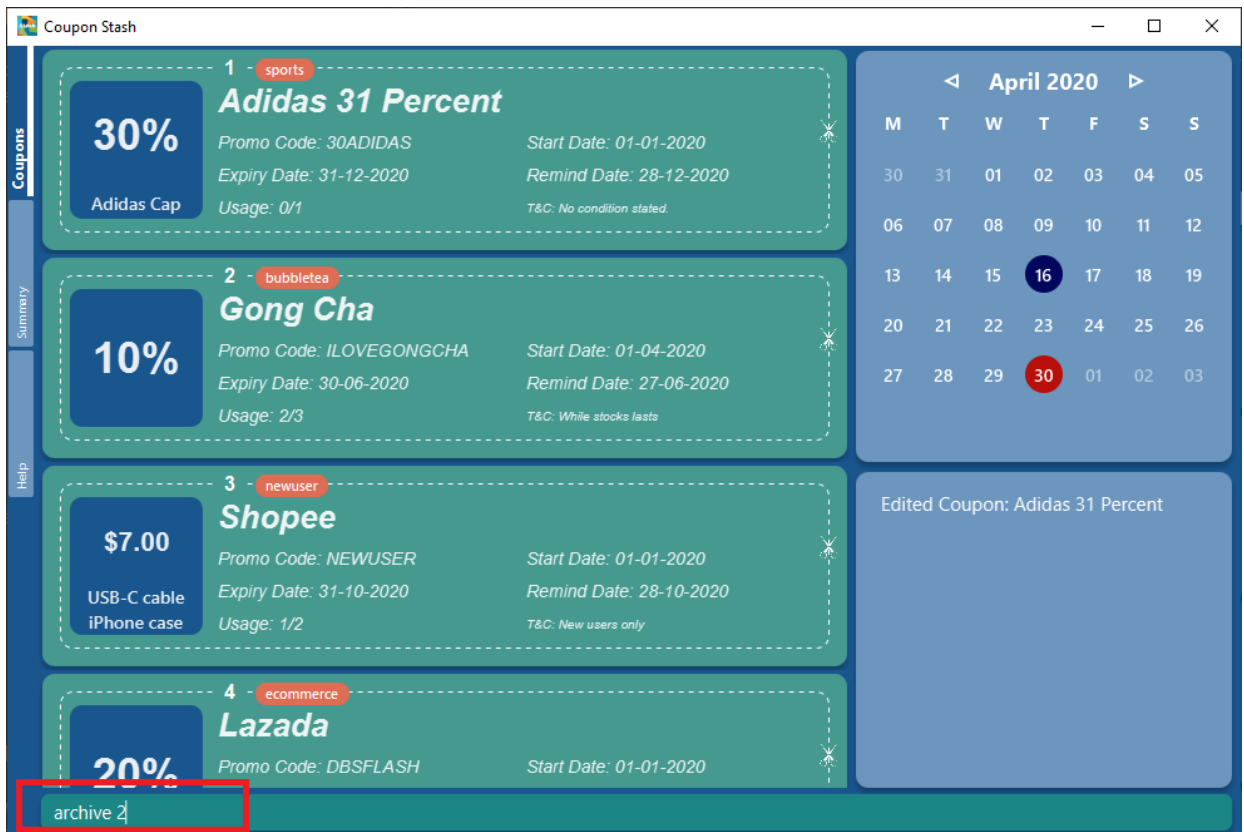 Coupon Stash
Coupons
Summary
Help
1 sports
Adidas 31 Percent
30%
Adidas Cap
Promo Code: 30ADIDAS Start Date: 01-01-2020
Expiry Date: 31-12-2020 Remind Date: 28-12-2020
Usage: 0/1 T&C: No condition stated.
2 bubbletea
Gong Cha
10%
Promo Code: ILOVEGONGCHA Start Date: 01-04-2020
Expiry Date: 30-06-2020 Remind Date: 27-06-2020
Usage: 2/3 T&C: While stocks lasts
3 newuser
Shopee
$7.00
USB-C cable
iPhone case
Promo Code: NEWUSER Start Date: 01-01-2020
Expiry Date: 31-10-2020 Remind Date: 28-10-2020
Usage: 1/2 T&C: New users only
4 ecommerce
Lazada
20%
Promo Code: DBSFLASH Start Date: 01-01-2020
April 2020
M T W T F S S
30 31 01 02 03 04 05
06 07 08 09 10 11 12
13 14 15 16 17 18 19
20 21 22 23 24 25 26
27 28 29 30 01 02 03
Edited Coupon: Adidas 31 Percent
archive 2